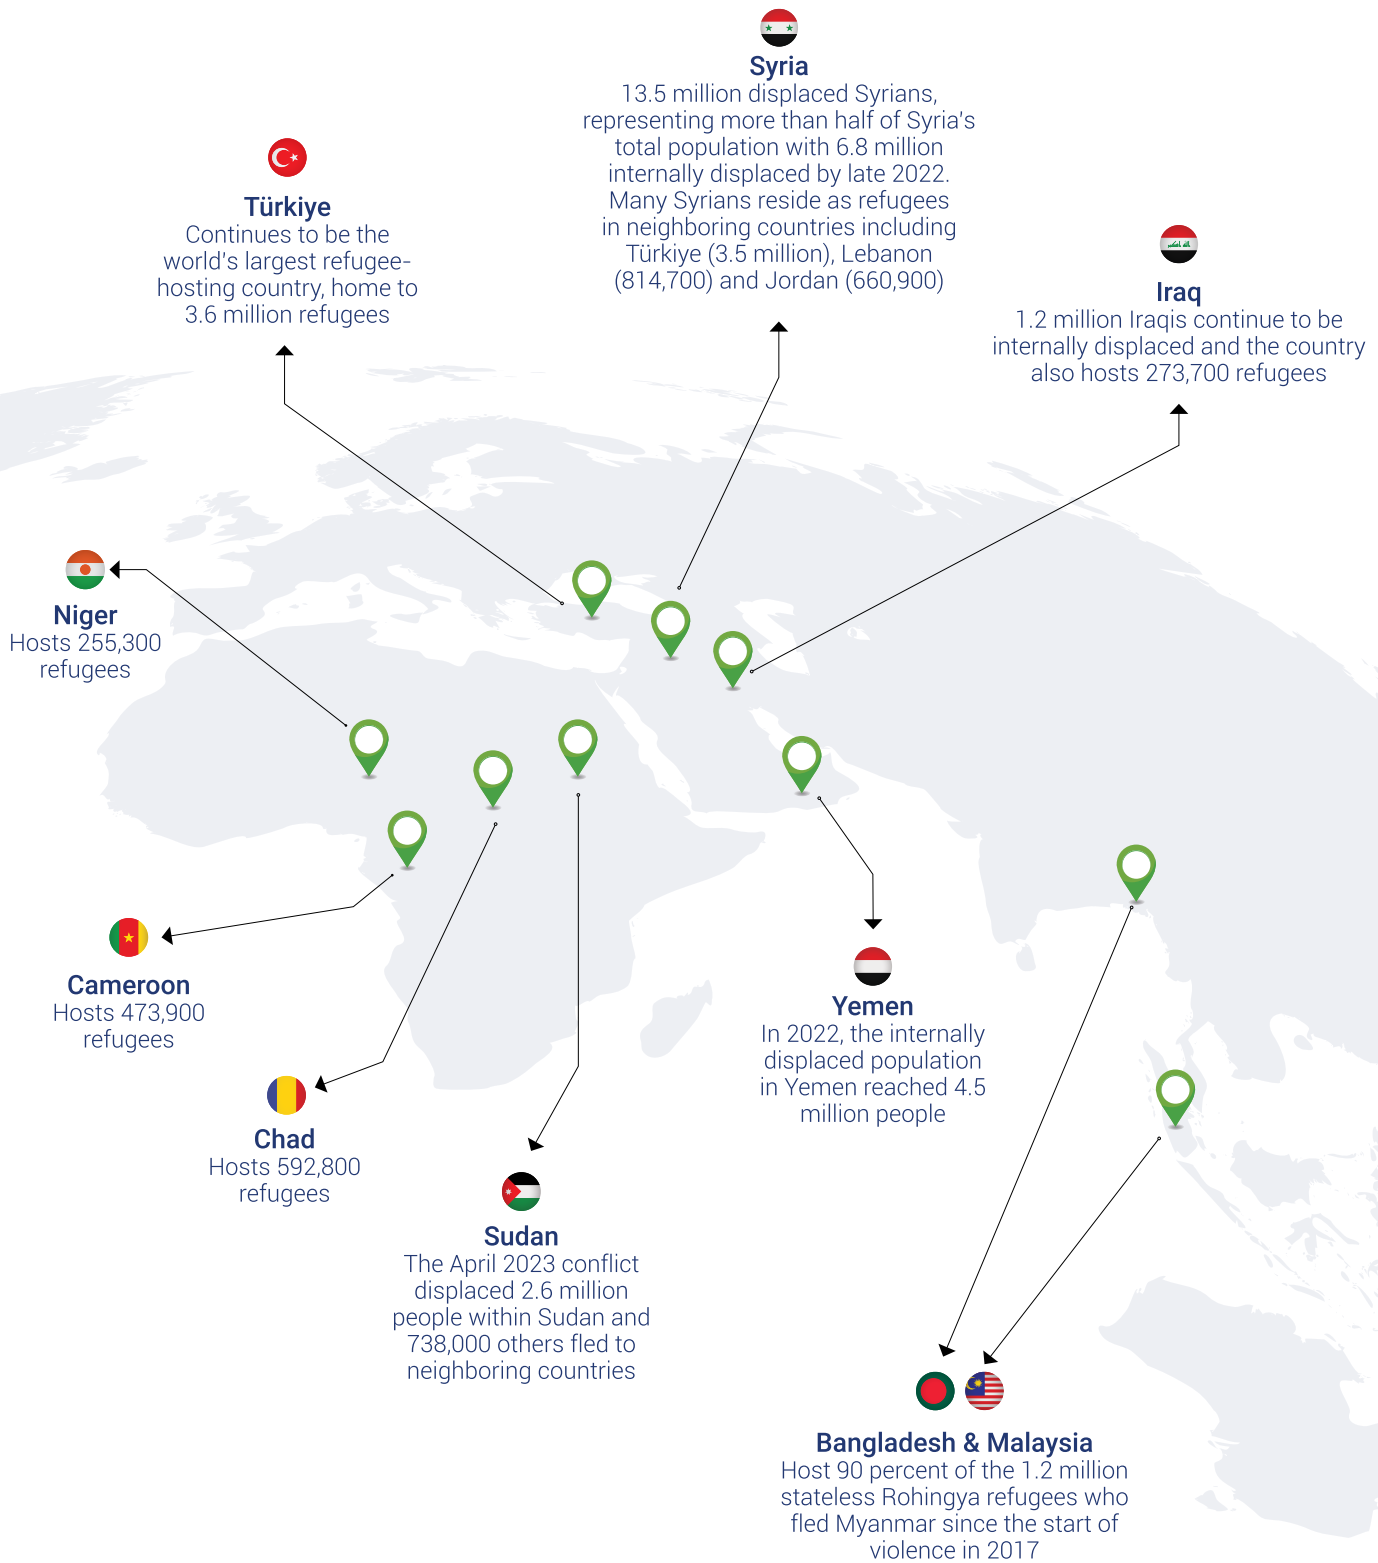 Syria
13.5 million displaced Syrians,
representing more than half of Syria's
total population with 6.8 million
internally displaced by late 2022.
Many Syrians reside as refugees
in neighboring countries including
Türkiye (3.5 million), Lebanon
(814,700) and Jordan (660,900)
Türkiye
Continues to be the
world's largest refugee-
hosting country, home to
3.6 million refugees
Iraq
1.2 million Iraqis continue to be
internally displaced and the country
also hosts 273,700 refugees
Niger
Hosts 255,300
refugees
Cameroon
Hosts 473,900
refugees
Chad
Hosts 592,800
refugees
Sudan
The April 2023 conflict
displaced 2.6 million
people within Sudan and
738,000 others fled to
neighboring countries
Yemen
In 2022, the internally
displaced population
in Yemen reached 4.5
million people
Bangladesh & Malaysia
Host 90 percent of the 1.2 million
stateless Rohingya refugees who
fled Myanmar since the start of
violence in 2017